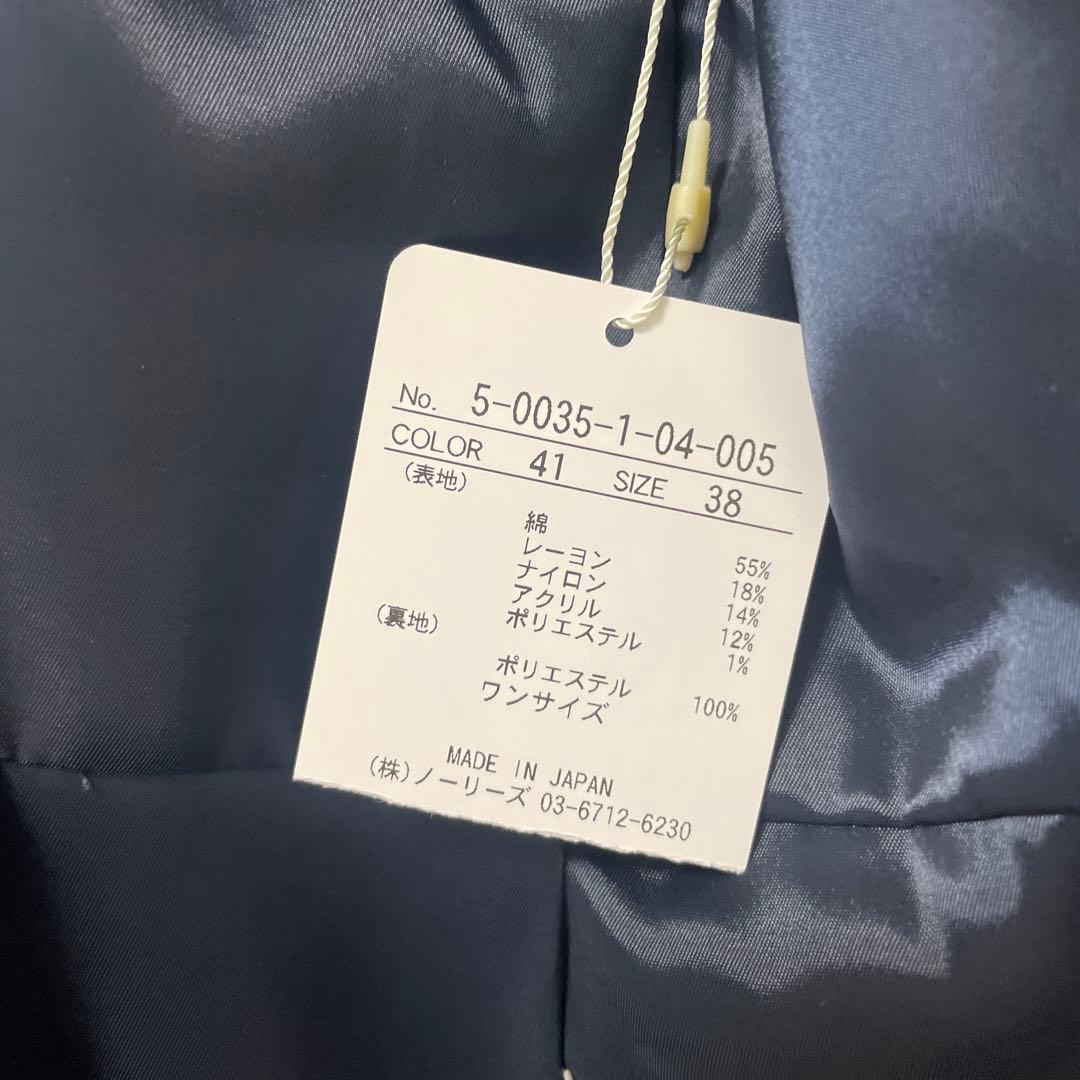 No. 5-0035-1-04-005
COLOR 41 SIZE 38
(表地)
綿 55%
レーヨン 18%
ナイロン 14%
アクリル 12%
ポリエステル 1%
(裏地)
ポリエステル 100%
ワンサイズ
MADE IN JAPAN
(株)ノーリーズ 03-6712-6230